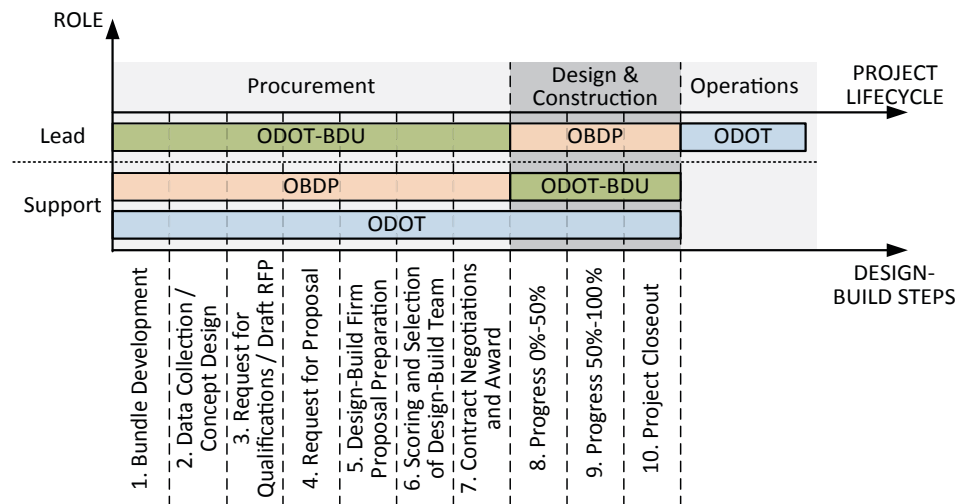 ROLE
Procurement
Design &
Construction
Operations
PROJECT
LIFECYCLE
Lead
ODOT-BDU
OBDP
ODOT
Support
OBDP
ODOT-BDU
ODOT
DESIGN-
BUILD STEPS
1. Bundle Development
2. Data Collection /
Concept Design
3. Request for
Qualifications / Draft RFP
4. Request for Proposal
5. Design-Build Firm
Proposal Preparation
6. Scoring and Selection
of Design-Build Team
7. Contract Negotiations
and Award
8. Progress 0%-50%
9. Progress 50%-100%
10. Project Closeout